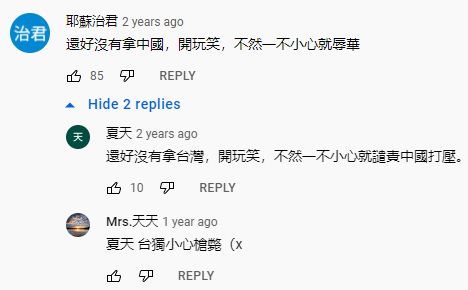 治君
耶蘇治君 2 years ago
還好沒有拿中國，開玩笑，不然一不小心就辱華
85 REPLY
Hide 2 replies
天
夏天 2 years ago
還好沒有拿台灣，開玩笑，不然一不小心就譴責中國打壓。
10 REPLY
Mrs.天天 1 year ago
夏天 台獨小心槍斃（x
REPLY